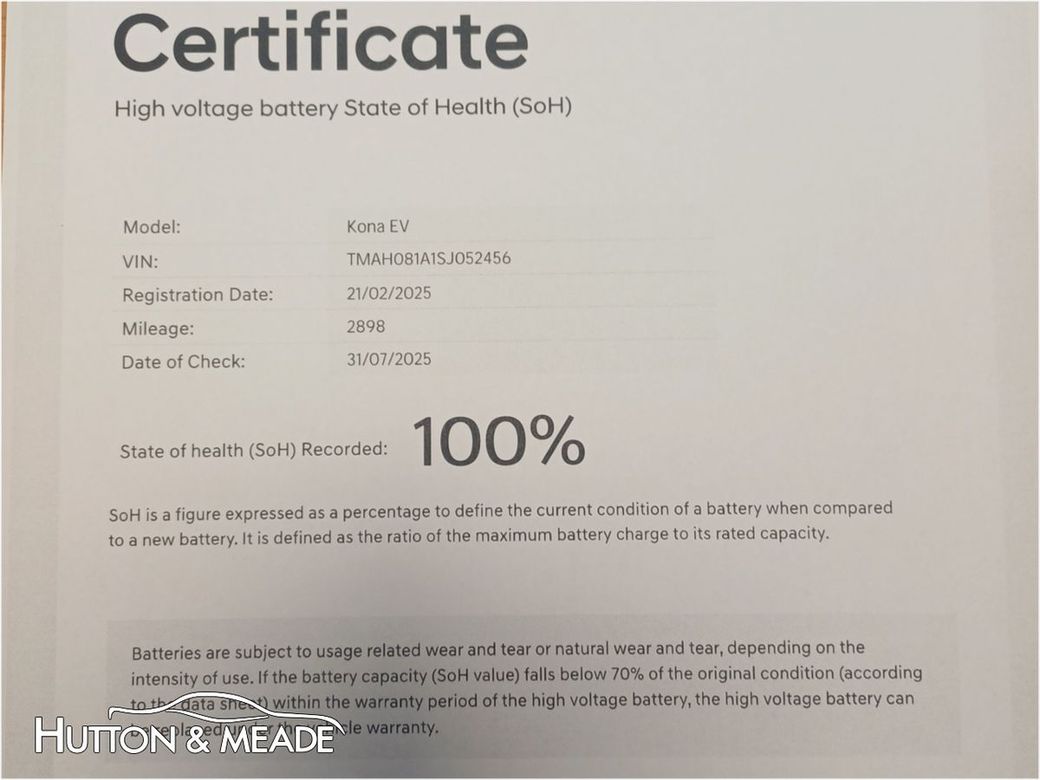 Certificate
High voltage battery State of Health (SoH)
Model: Kona EV
VIN: TMAH081A1SJ052456
Registration Date: 21/02/2025
Mileage: 2898
Date of Check: 31/07/2025
State of health (SoH) Recorded: 100%
SoH is a figure expressed as a percentage to define the current condition of a battery when compared
to a new battery. It is defined as the ratio of the maximum battery charge to its rated capacity.
Batteries are subject to usage related wear and tear or natural wear and tear, depending on the
intensity of use. If the battery capacity (SoH value) falls below 70% of the original condition (according
to the data sheet) within the warranty period of the high voltage battery, the high voltage battery can
warranty.
HUTTON & MEADE